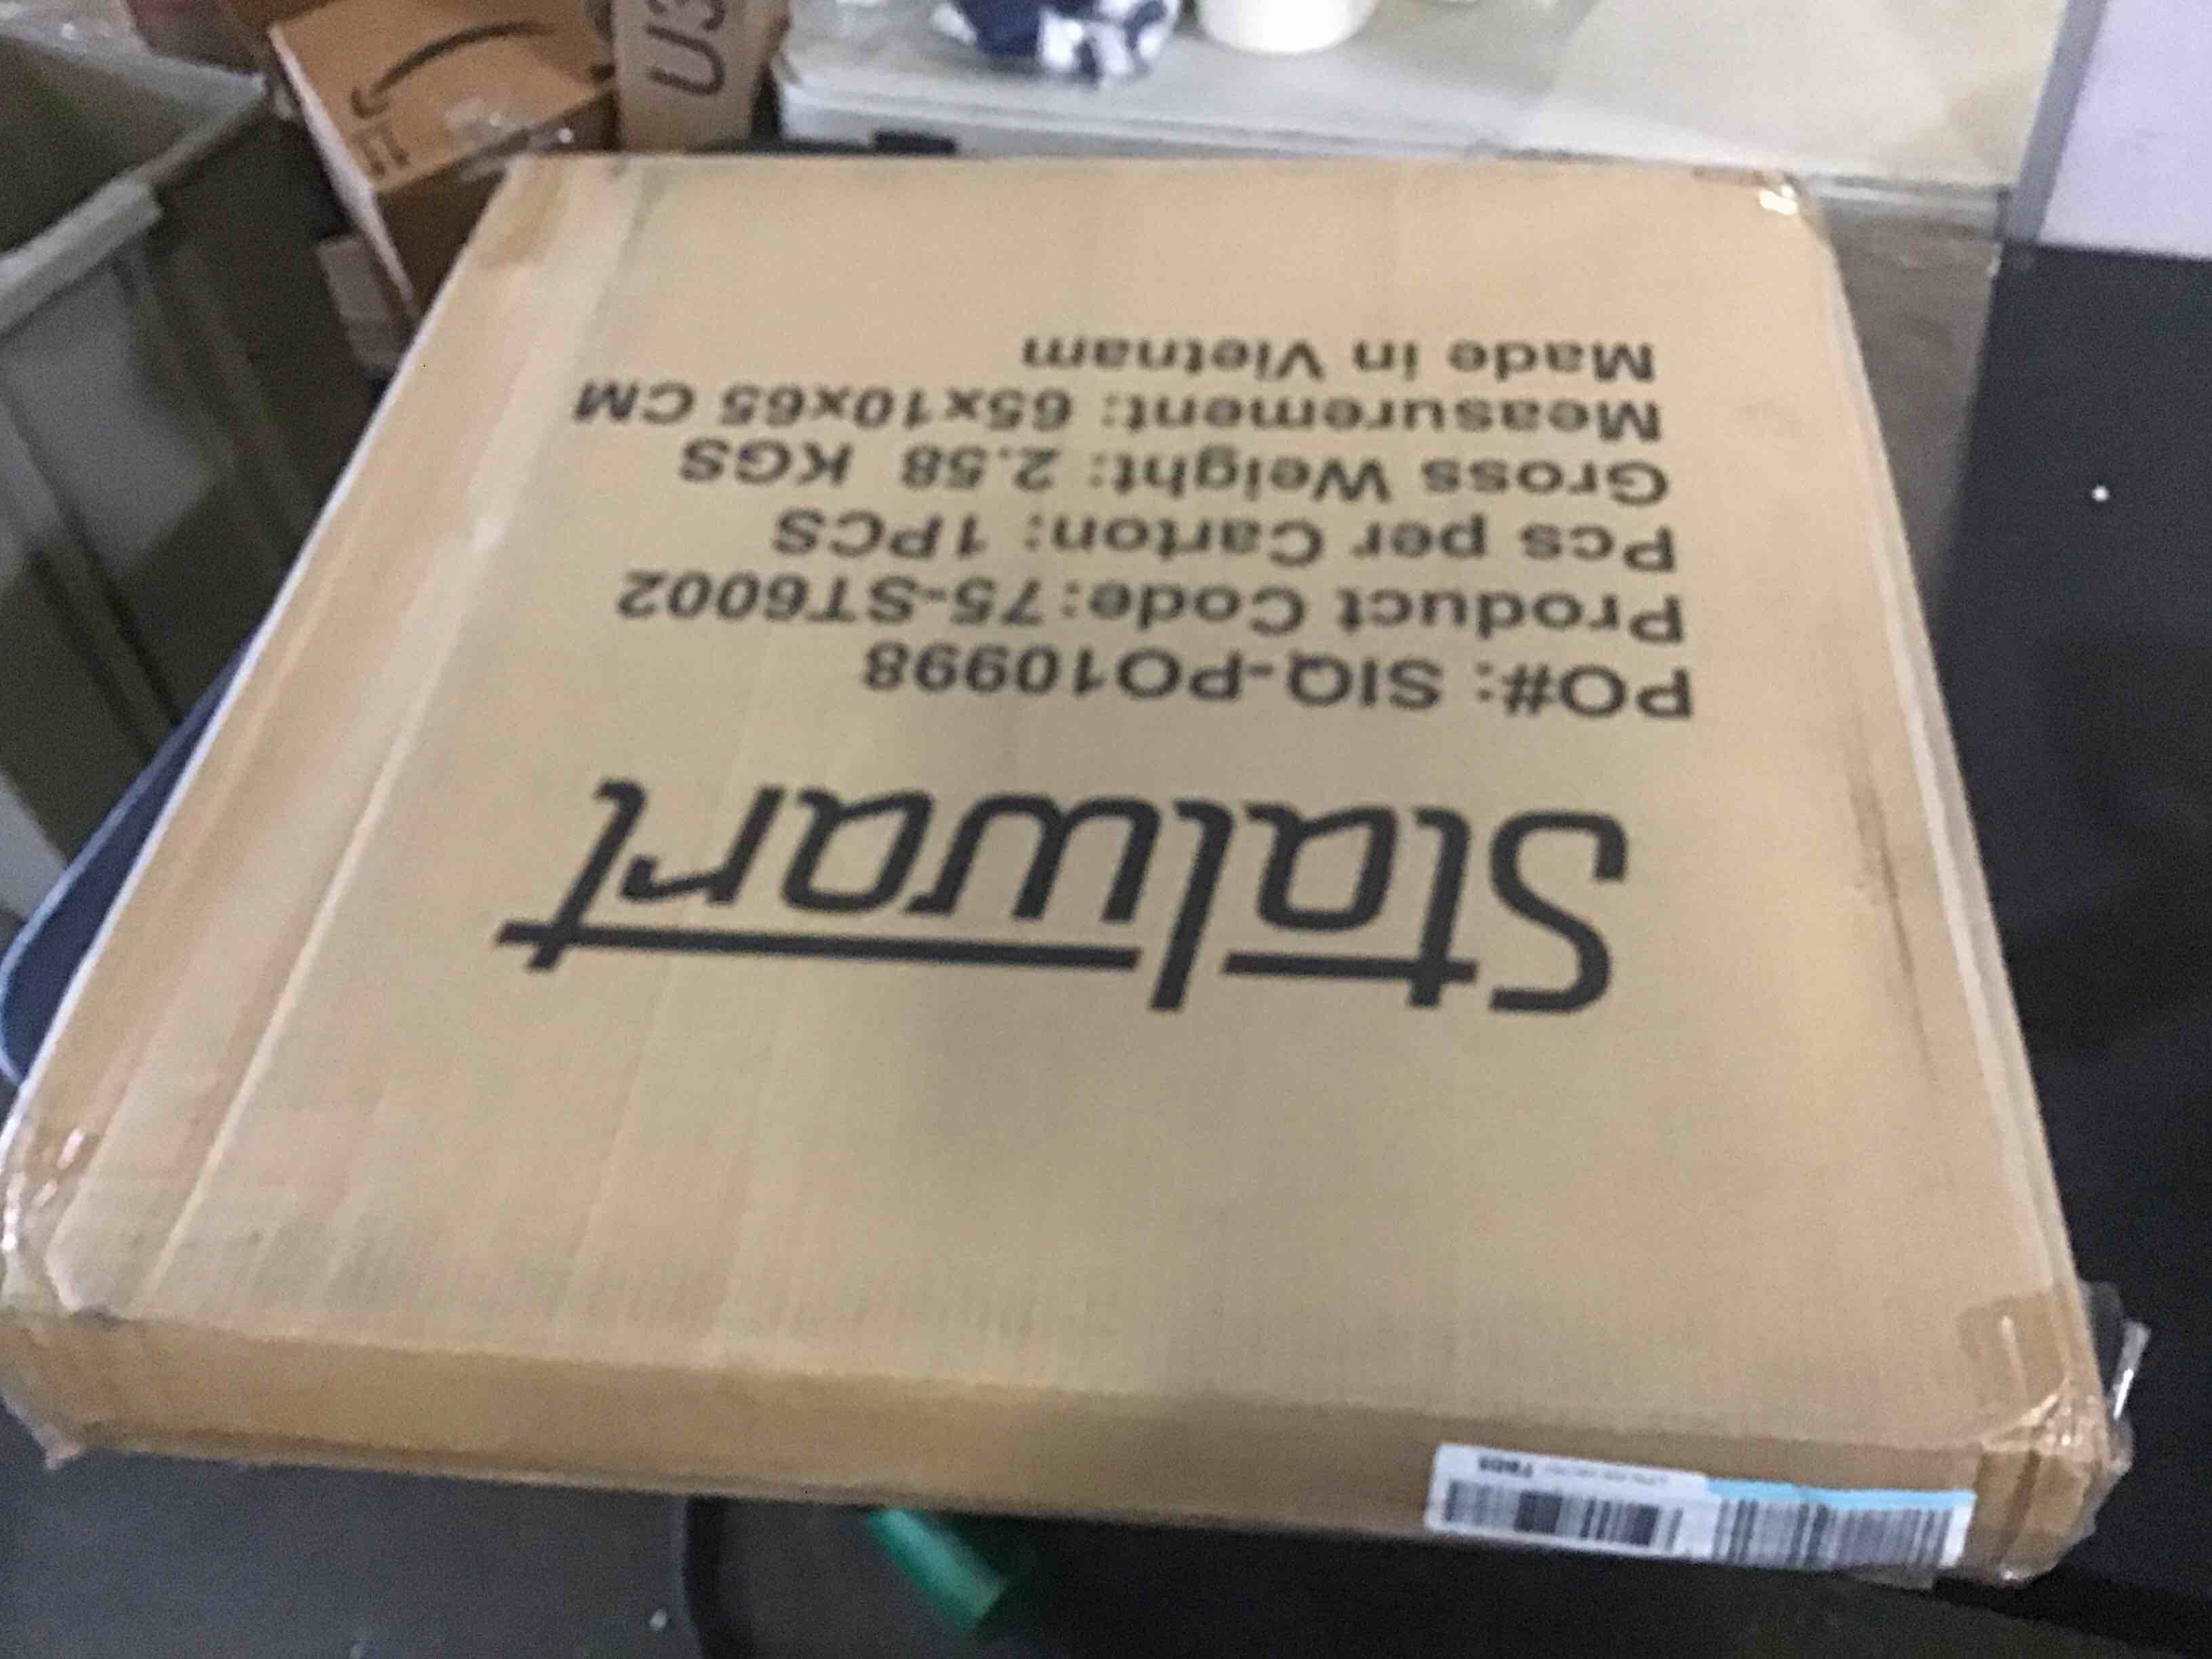 Stalwart
PO#: SIQ-PO10998
Product Code:75-ST6002
Pcs per Carton: 1PCS
Gross Weight: 2.58 KGS
Measurement: 65x10x65 CM
Made in Vietnam
U3